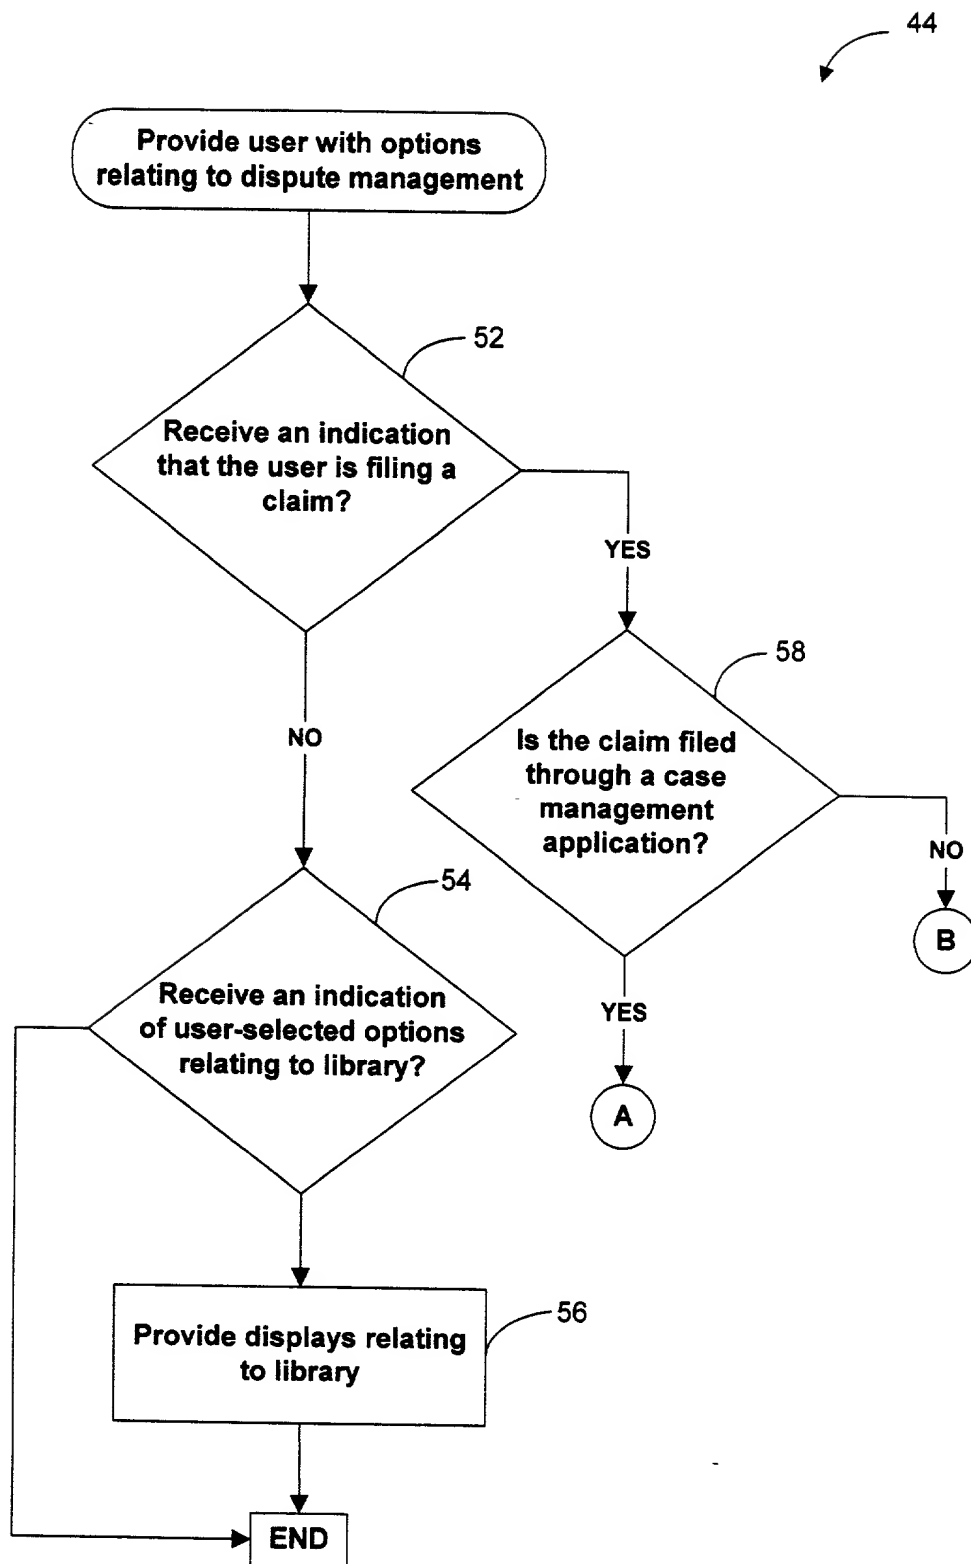 44
Provide user with options
relating to dispute management
52
Receive an indication
that the user is filing a
claim?
YES
58
Is the claim filed
through a case
management
application?
NO
NO
B
54
Receive an indication
of user-selected options
relating to library?
YES
A
56
Provide displays relating
to library
END